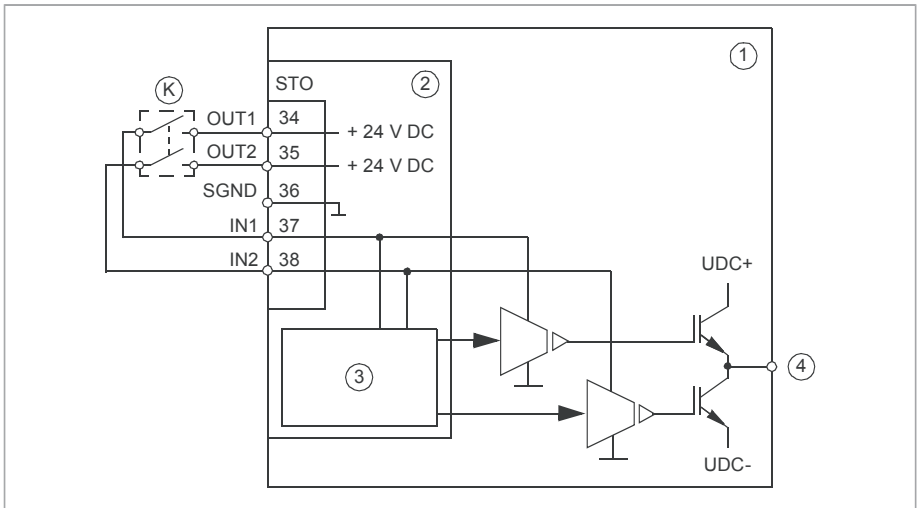 1
2
STO
K
OUT1 34 + 24 V DC
OUT2 35 + 24 V DC
SGND 36
IN1 37
IN2 38
UDC+
3
4
UDC-